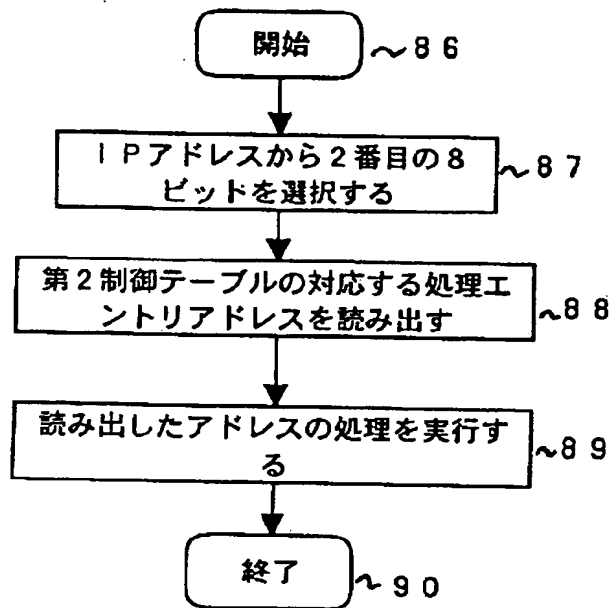 開始
~86
IPアドレスから2番目の8
ビットを選択する
~87
第2制御テーブルの対応する処理エ
ントリアドレスを読み出す
~88
読み出したアドレスの処理を実行す
る
~89
終了
~90